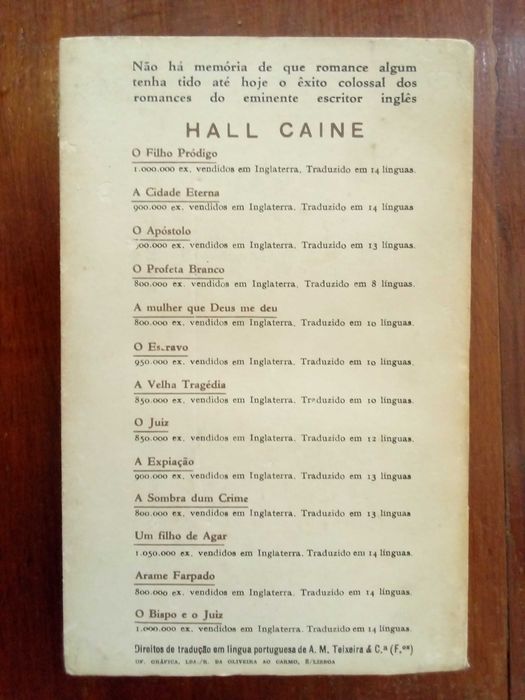 Não há memória de que romance algum
tenha tido até hoje o êxito colossal dos
romances do eminente escritor inglês
HALL CAINE
O Filho Pródigo
1.000.000 ex. vendidos em Inglaterra. Traduzido em 14 línguas.
A Cidade Eterna
900.000 ex. vendidos em Inglaterra. Traduzido em 14 línguas
O Apóstolo
00.000 ex. vendidos em Inglaterra. Traduzido em 13 línguas.
O Profeta Branco
800.000 ex. vendidos em Inglaterra. Traduzido em 8 línguas.
A mulher que Deus me deu
800.000 ex. vendidos em Inglaterra. Traduzido em 10 línguas.
O Escravo
950.000 ex. vendidos em Inglaterra. Traduzido em 10 línguas.
A Velha Tragédia
850.000 ex. vendidos em Inglaterra. Traduzido em 10 línguas.
O Juiz
850.000 ex. vendidos em Inglaterra. Traduzido em 12 línguas.
A Expiação
900.000 ex. vendidos em Inglaterra. Traduzido em 13 línguas
A Sombra dum Crime
800.000 ex. vendidos em Inglaterra. Traduzido em 13 línguas
Um filho de Agar
1.050.000 ex. vendidos em Inglaterra. Traduzido em 14 línguas.
Arame Farpado
800.000 ex. vendidos em Inglaterra. Traduzido em 14 línguas.
O Bispo e o Juiz
1.000.000 ex. vendidos em Inglaterra. Traduzido em 14 línguas.
Direitos de tradução em língua portuguesa de A. M. Teixeira & C.ª (F.os)
OF. GRÁFICA, LDA./R. DA OLIVEIRA AO CARMO, 8/LISBOA